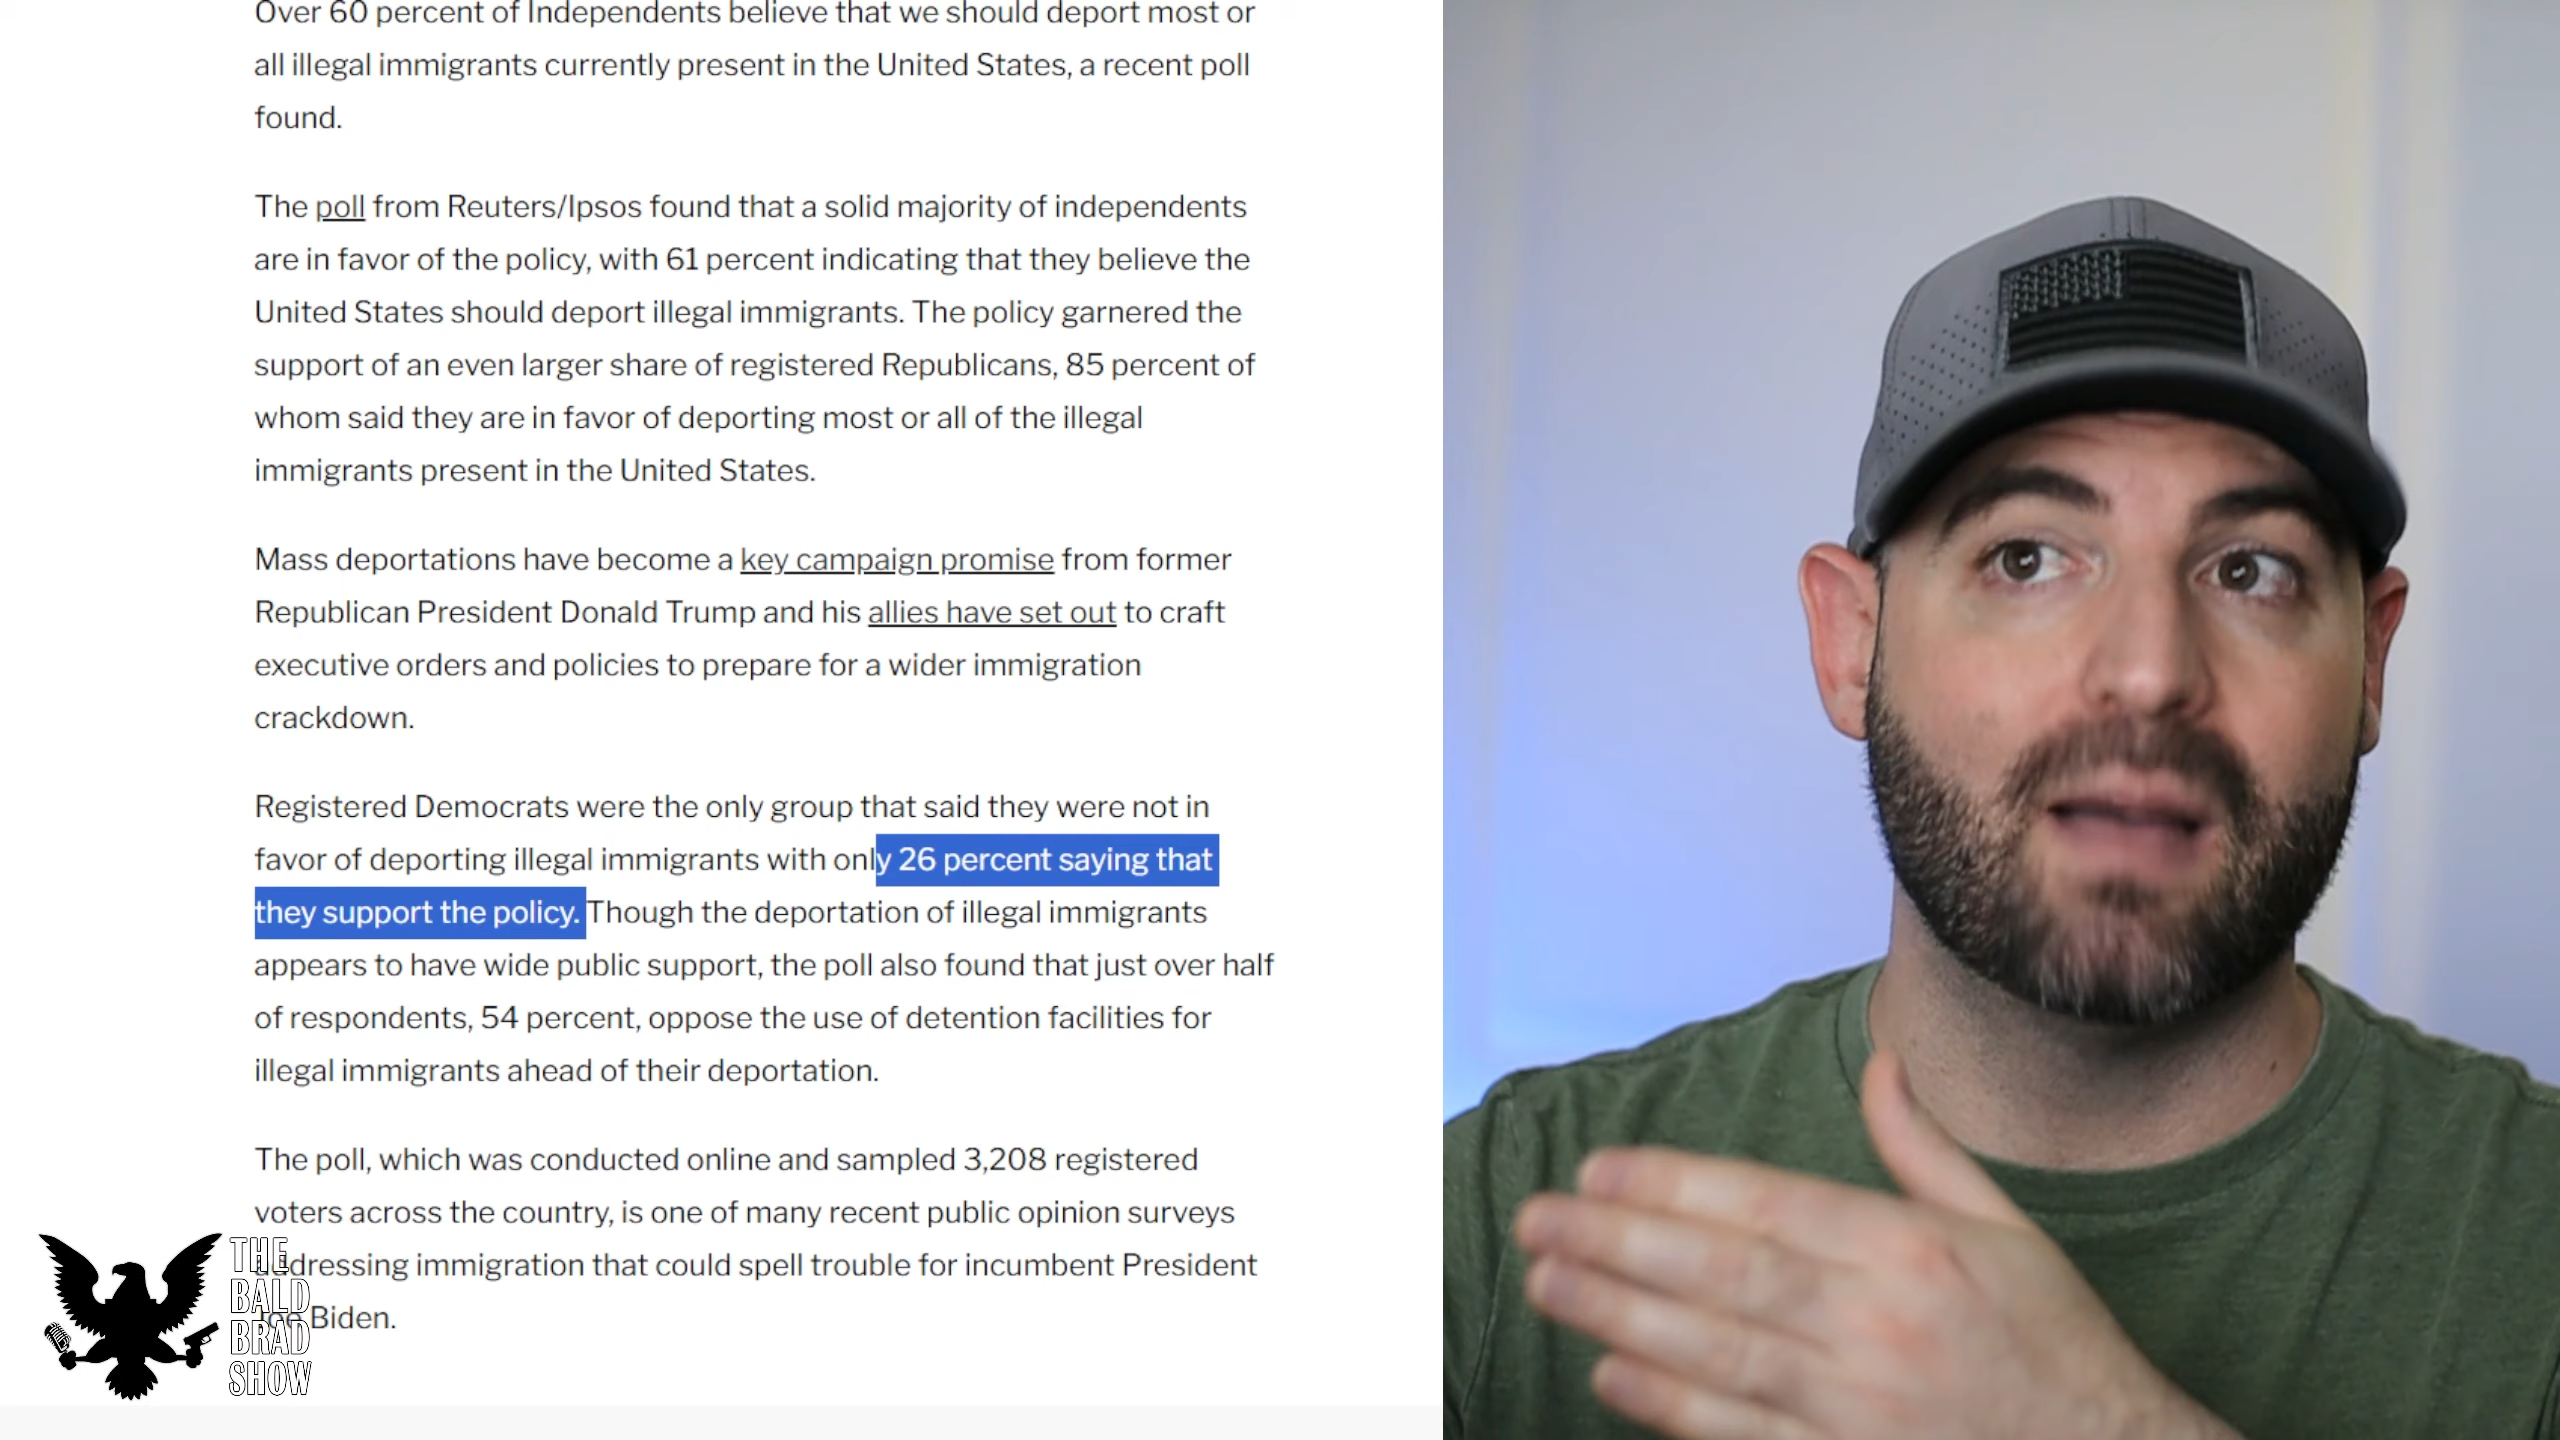 Over 60 percent of Independents believe that we should deport most or
all illegal immigrants currently present in the United States, a recent poll
found.
The poll from Reuters/Ipsos found that a solid majority of independents
are in favor of the policy, with 61 percent indicating that they believe the
United States should deport illegal immigrants. The policy garnered the
support of an even larger share of registered Republicans, 85 percent of
whom said they are in favor of deporting most or all of the illegal
immigrants present in the United States.
Mass deportations have become a key campaign promise from former
Republican President Donald Trump and his allies have set out to craft
executive orders and policies to prepare for a wider immigration
crackdown.
Registered Democrats were the only group that said they were not in
favor of deporting illegal immigrants with only 26 percent saying that
they support the policy. Though the deportation of illegal immigrants
appears to have wide public support, the poll also found that just over half
of respondents, 54 percent, oppose the use of detention facilities for
illegal immigrants ahead of their deportation.
The poll, which was conducted online and sampled 3,208 registered
voters across the country, is one of many recent public opinion surveys
addressing immigration that could spell trouble for incumbent President
Joe Biden.
THE
BALD
BRAD
SHOW